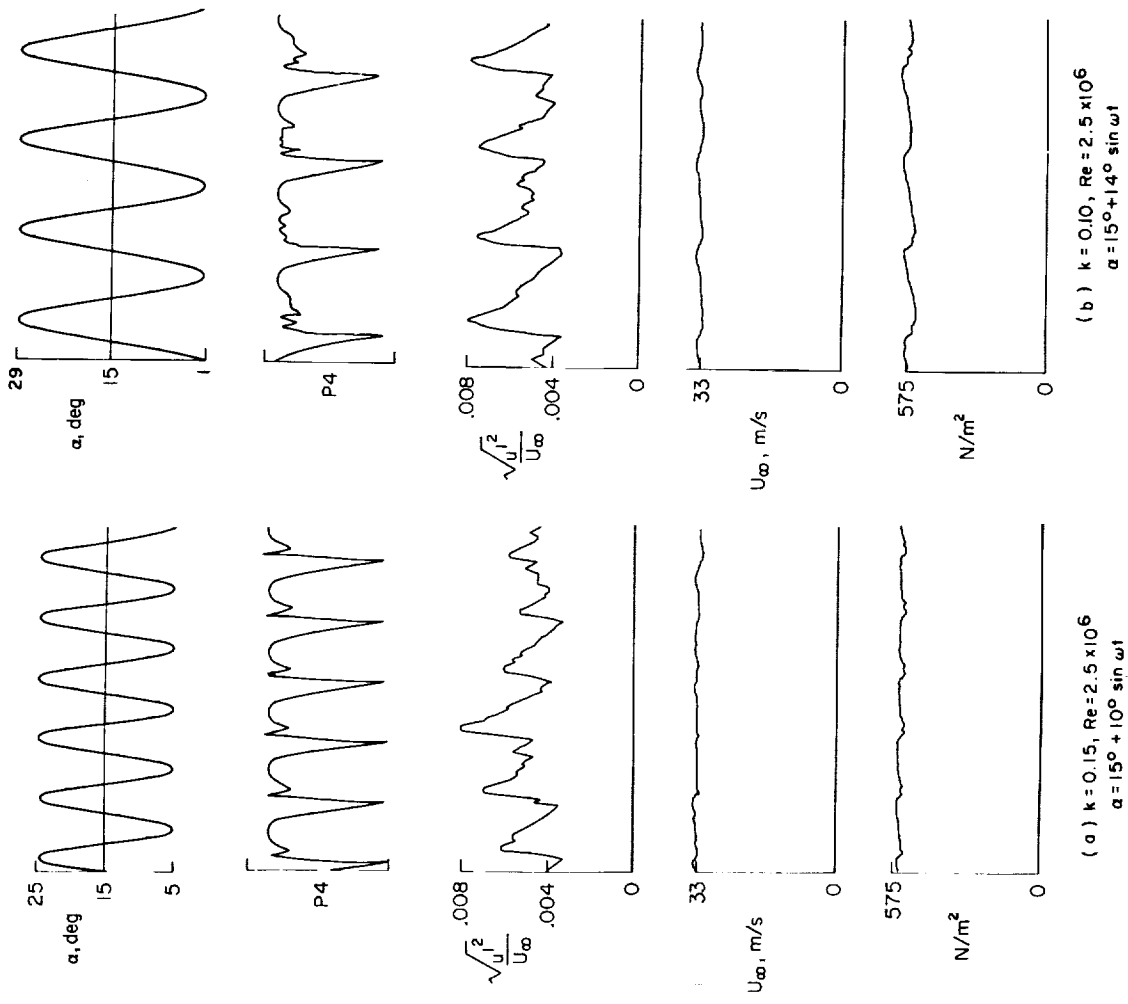 25
15
5
α, deg
P4
.008
.004
0
√u'²
U∞
33
0
U∞, m/s
575
0
N/m²
(a) k = 0.15, Re = 2.5 x 10⁶
α = 15° + 10° sin ωt
29
15
1
α, deg
P4
.008
.004
0
√u'²
U∞
33
0
U∞, m/s
575
0
N/m²
(b) k = 0.10, Re = 2.5 x 10⁶
α = 15° + 14° sin ωt